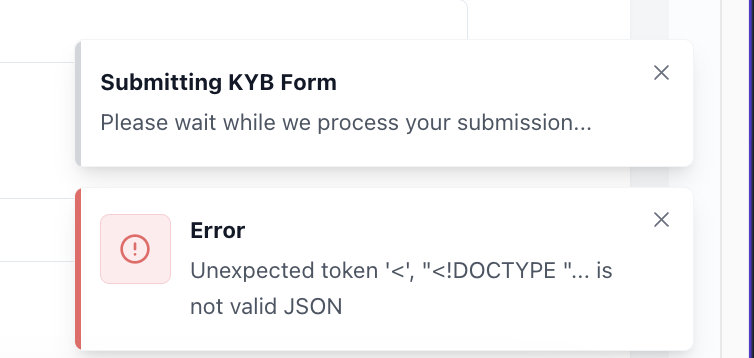 Submitting KYB Form
Please wait while we process your submission...
Error
Unexpected token '<', "<!DOCTYPE "... is
not valid JSON